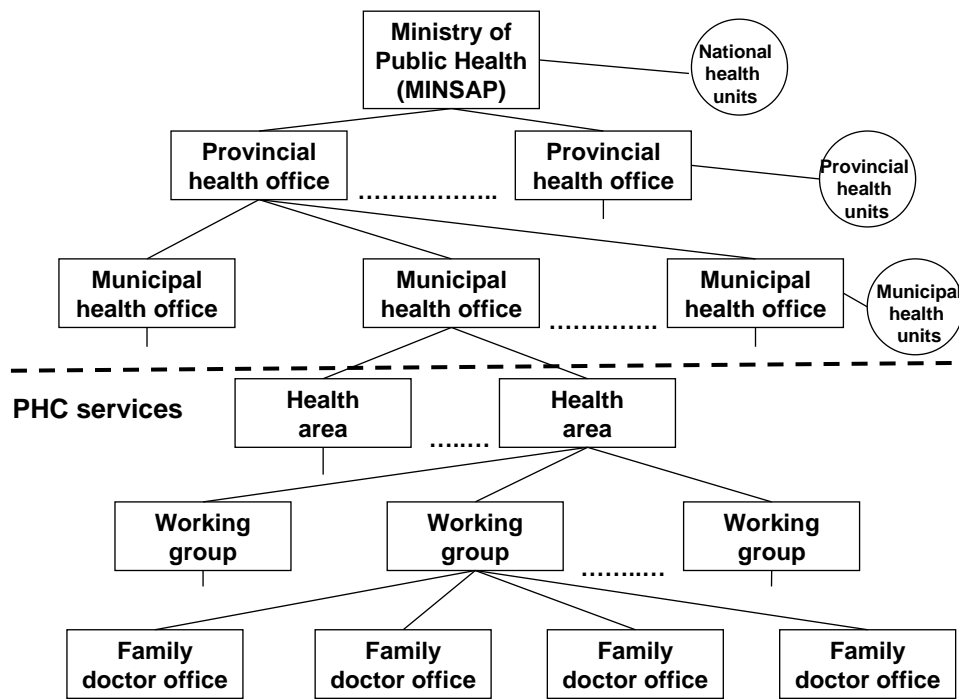 Ministry of
Public Health
(MINSAP)
National
health
units
Provincial
health office
Provincial
health office
Provincial
health
units
Municipal
health office
Municipal
health office
Municipal
health office
Municipal
health
units
PHC services
Health
area
Health
area
Working
group
Working
group
Working
group
Family
doctor office
Family
doctor office
Family
doctor office
Family
doctor office